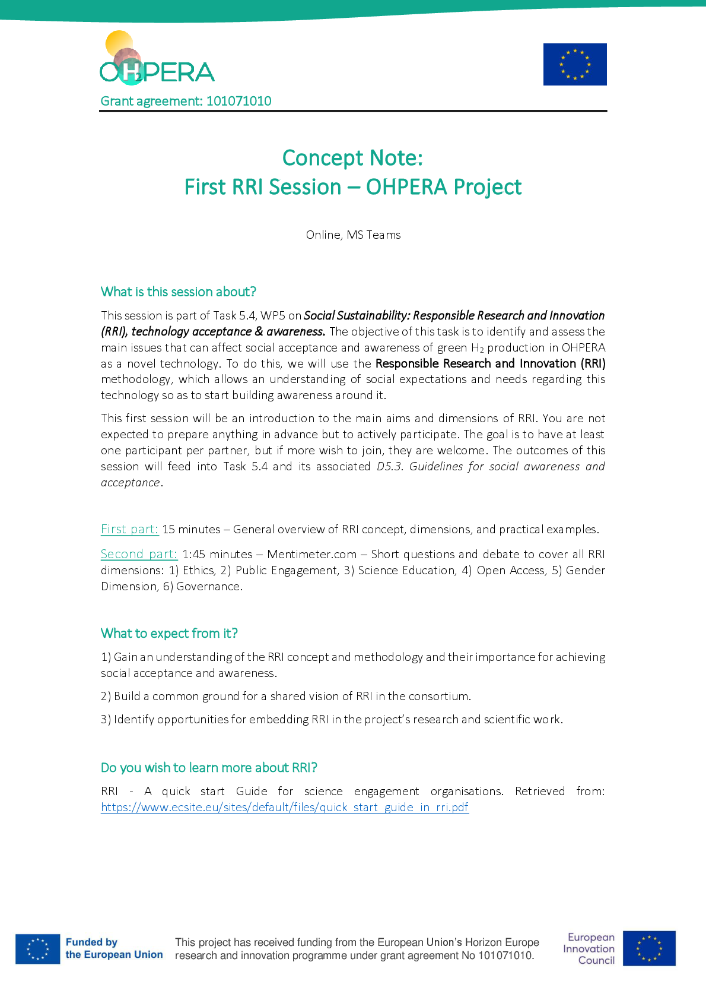 OH2PERA
Grant agreement: 101071010
Concept Note:
First RRI Session – OHPERA Project
Online, MS Teams
What is this session about?
This session is part of Task 5.4, WP5 on Social Sustainability: Responsible Research and Innovation
(RRI), technology acceptance & awareness. The objective of this task is to identify and assess the
main issues that can affect social acceptance and awareness of green H₂ production in OHPERA
as a novel technology. To do this, we will use the Responsible Research and Innovation (RRI)
methodology, which allows an understanding of social expectations and needs regarding this
technology so as to start building awareness around it.
This first session will be an introduction to the main aims and dimensions of RRI. You are not
expected to prepare anything in advance but to actively participate. The goal is to have at least
one participant per partner, but if more wish to join, they are welcome. The outcomes of this
session will feed into Task 5.4 and its associated D5.3. Guidelines for social awareness and
acceptance.
First part: 15 minutes – General overview of RRI concept, dimensions, and practical examples.
Second part: 1:45 minutes – Mentimeter.com – Short questions and debate to cover all RRI
dimensions: 1) Ethics, 2) Public Engagement, 3) Science Education, 4) Open Access, 5) Gender
Dimension, 6) Governance.
What to expect from it?
1) Gain an understanding of the RRI concept and methodology and their importance for achieving
social acceptance and awareness.
2) Build a common ground for a shared vision of RRI in the consortium.
3) Identify opportunities for embedding RRI in the project’s research and scientific work.
Do you wish to learn more about RRI?
RRI - A quick start Guide for science engagement organisations. Retrieved from:
https://www.ecsite.eu/sites/default/files/quick_start_guide_in_rri.pdf
Funded by
the European Union
This project has received funding from the European Union’s Horizon Europe
research and innovation programme under grant agreement No 101071010.
European
Innovation
Council